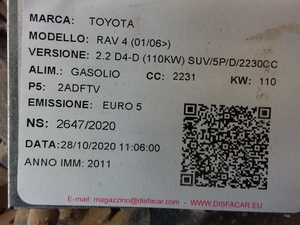 MARCA: TOYOTA
MODELLO: RAV 4 (01/06>)
VERSIONE: 2.2 D4-D (110KW) SUV/5P/D/2230CC
ALIM.: GASOLIO CC: 2231 KW: 110
P5: 2ADFTV
EMISSIONE: EURO 5
NS: 2647/2020
DATA:28/10/2020 11:06:00
ANNO IMM: 2011
E-mail: magazzino@disfacar.com - WWW.DISFACAR.EU